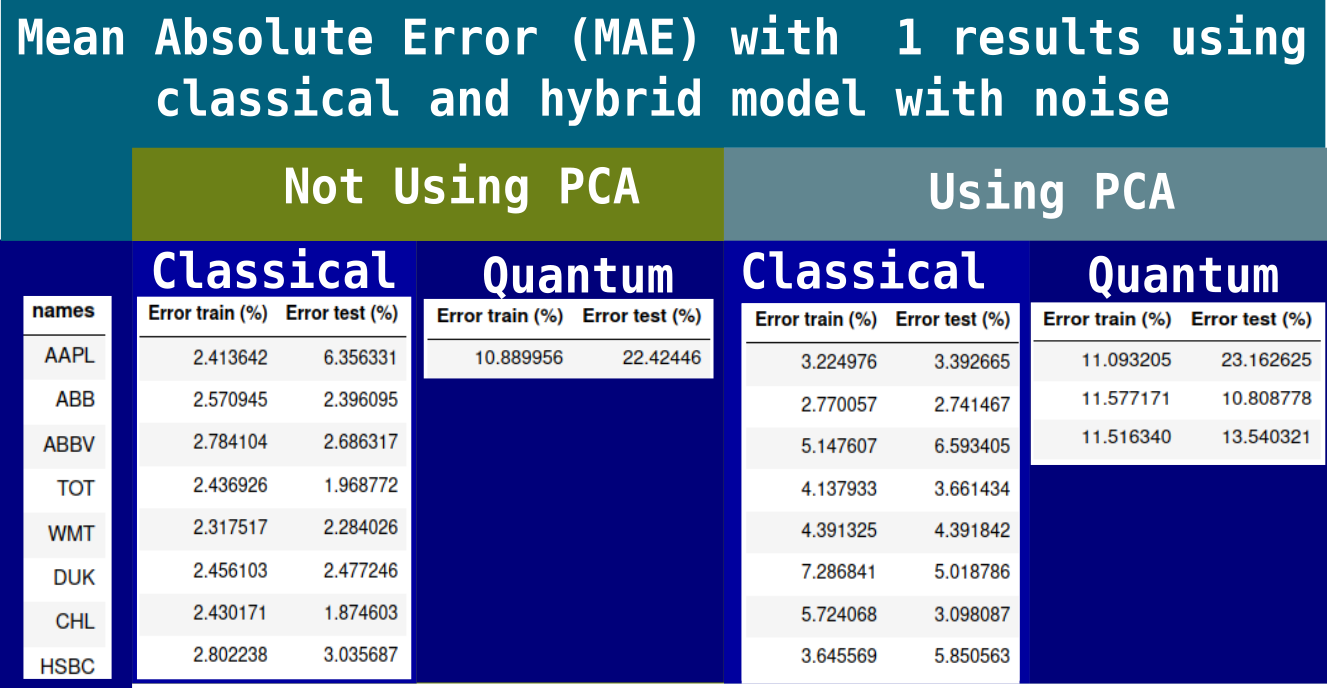 Mean Absolute Error (MAE) with 1 results using
classical and hybrid model with noise
Not Using PCA Using PCA
Classical Quantum Classical Quantum
names Error train (%) Error test (%) Error train (%) Error test (%) Error train (%) Error test (%) Error train (%) Error test (%)
AAPL 2.413642 6.356331 10.889956 22.42446 3.224976 3.392665 11.093205 23.162625
ABB 2.570945 2.396095 2.770057 2.741467 11.577171 10.808778
ABBV 2.784104 2.686317 5.147607 6.593405 11.516340 13.540321
TOT 2.436926 1.968772 4.137933 3.661434
WMT 2.317517 2.284026 4.391325 4.391842
DUK 2.456103 2.477246 7.286841 5.018786
CHL 2.430171 1.874603 5.724068 3.098087
HSBC 2.802238 3.035687 3.645569 5.850563